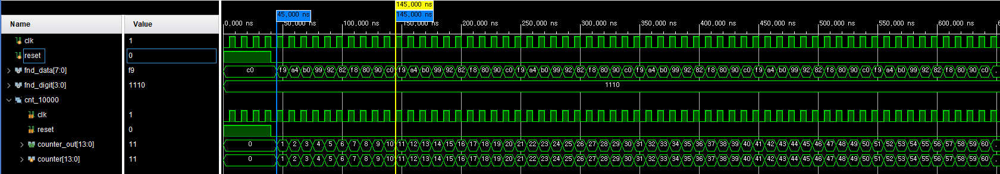 145,000 ns
45,000 ns 145,000 ns
Name Value
0,000 ns 50,000 ns 100,000 ns 150,000 ns 200,000 ns 250,000 ns 300,000 ns 350,000 ns 400,000 ns 450,000 ns 500,000 ns 550,000 ns 600,000 ns
clk 1
reset 0
fnd_data[7:0] f9 c0 f9 a4 b0 99 92 82 f8 80 90 c0 f9 a4 b0 99 92 82 f8 80 90 c0 f9 a4 b0 99 92 82 f8 80 90 c0 f9 a4 b0 99 92 82 f8 80 90 c0 f9 a4 b0 99 92 82 f8 80 90 c0 f9 a4 b0 99 92 82 f8 80 90 c0 .
fnd_digit[3:0] 1110 1110
cnt_10000
clk 1
reset 0
counter_out[13:0] 11 0 1 2 3 4 5 6 7 8 9 10 11 12 13 14 15 16 17 18 19 20 21 22 23 24 25 26 27 28 29 30 31 32 33 34 35 36 37 38 39 40 41 42 43 44 45 46 47 48 49 50 51 52 53 54 55 56 57 58 59 60 .
counter[13:0] 11 0 1 2 3 4 5 6 7 8 9 10 11 12 13 14 15 16 17 18 19 20 21 22 23 24 25 26 27 28 29 30 31 32 33 34 35 36 37 38 39 40 41 42 43 44 45 46 47 48 49 50 51 52 53 54 55 56 57 58 59 60 .